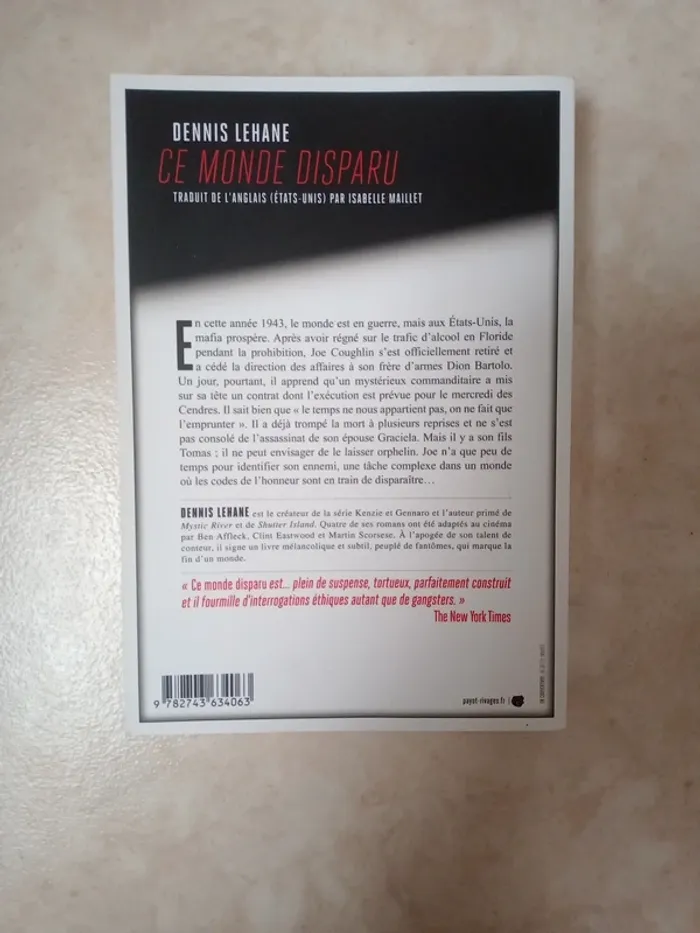 DENNIS LEHANE
CE MONDE DISPARU
TRADUIT DE L'ANGLAIS (ÉTATS-UNIS) PAR ISABELLE MAILLET
En cette année 1943, le monde est en guerre, mais aux États-Unis, la
mafia prospère. Après avoir régné sur le trafic d'alcool en Floride
pendant la prohibition, Joe Coughlin s'est officiellement retiré et
a cédé la direction des affaires à son frère d'armes Dion Bartolo.
Un jour, pourtant, il apprend qu'un mystérieux commanditaire a mis
sur sa tête un contrat dont l'exécution est prévue pour le mercredi des
Cendres. Il sait bien que « le temps ne nous appartient pas, on ne fait que
l'emprunter ». Il a déjà trompé la mort à plusieurs reprises et ne s'est
pas consolé de l'assassinat de son épouse Graciela. Mais il y a son fils
Tomas ; il ne peut envisager de le laisser orphelin. Joe n'a que peu de
temps pour identifier son ennemi, une tâche complexe dans un monde
où les codes de l'honneur sont en train de disparaître…
DENNIS LEHANE est le créateur de la série Kenzie et Gennaro et l'auteur primé de
Mystic River et de Shutter Island. Quatre de ses romans ont été adaptés au cinéma
par Ben Affleck, Clint Eastwood et Martin Scorsese. À l'apogée de son talent de
conteur, il signe un livre mélancolique et subtil, peuplé de fantômes, qui marque la
fin d'un monde.
« Ce monde disparu est... plein de suspense, tortueux, parfaitement construit
et il fourmille d'interrogations éthiques autant que de gangsters. »
The New York Times
9 782743 634063
payot-rivages.fr